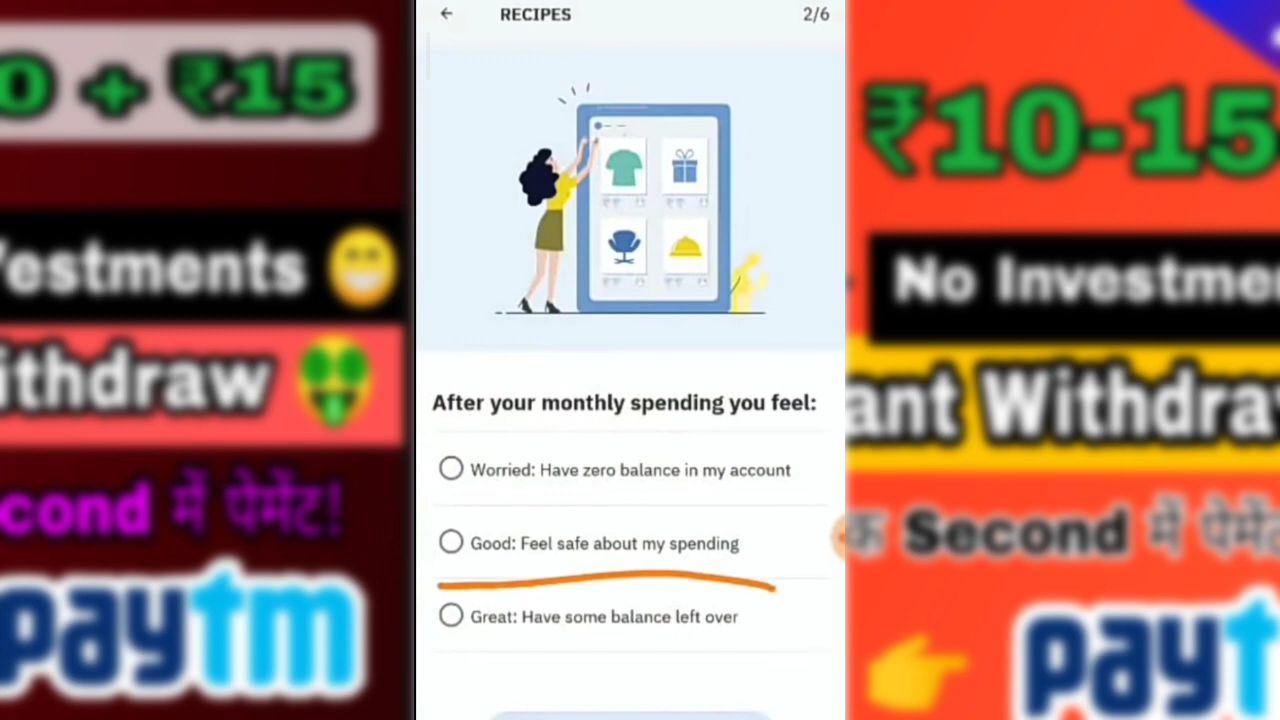 0 + ₹15
estments
ithdraw
cond में पेमेंट!
paytm
RECIPES
2/6
After your monthly spending you feel:
Worried: Have zero balance in my account
Good: Feel safe about my spending
Great: Have some balance left over
₹10-15
No Investme
ant Withdra
क Second में पेमेंट
payt